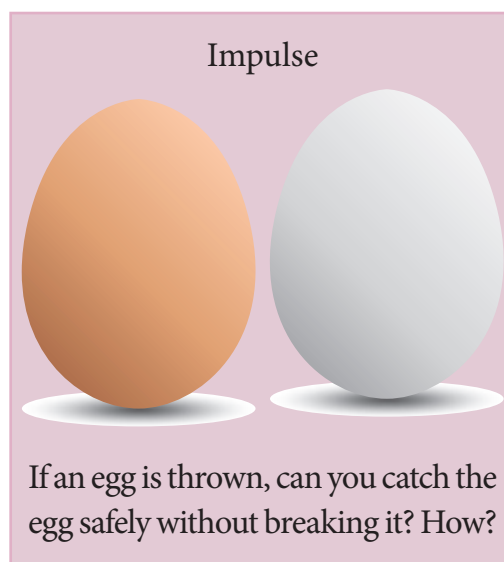 Impulse
If an egg is thrown, can you catch the
egg safely without breaking it? How?